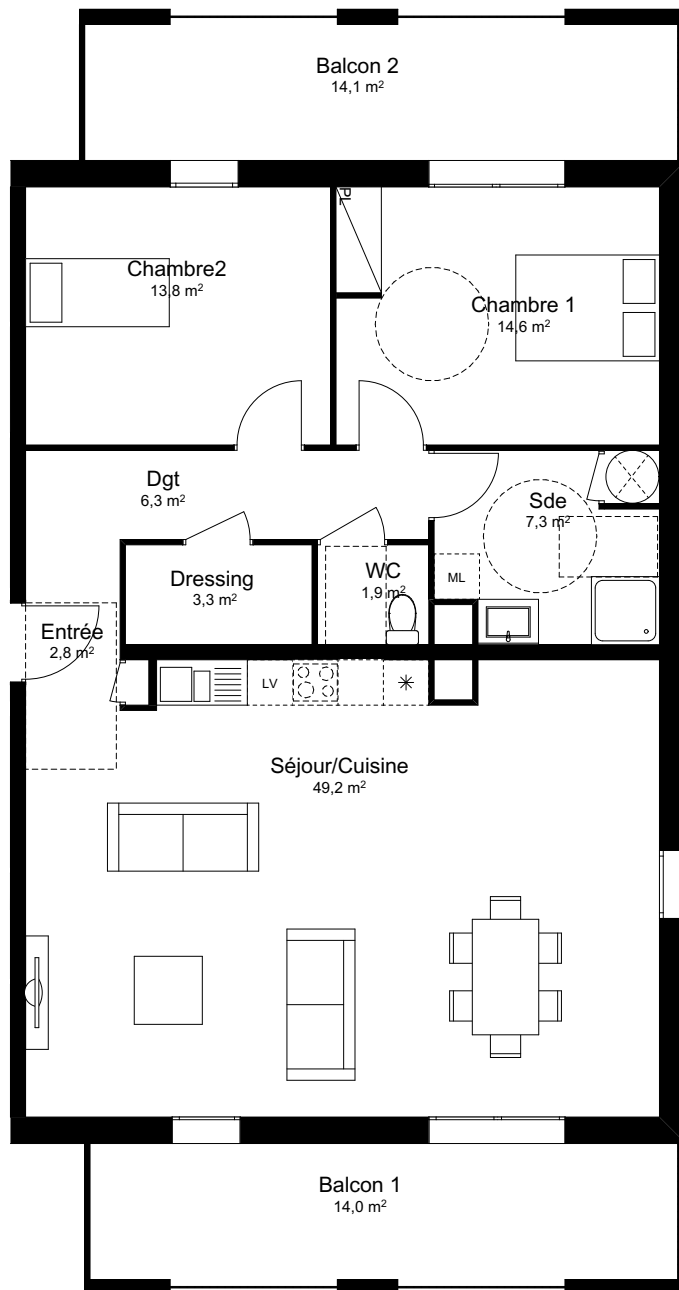 Balcon 2
14,1 m²
PL
Chambre2
13,8 m²
Chambre 1
14,6 m²
Dgt
6,3 m²
Sde
7,3 m²
Dressing
3,3 m²
WC
1,9 m²
ML
Entrée
2,8 m²
LV
Séjour/Cuisine
49,2 m²
Balcon 1
14,0 m²